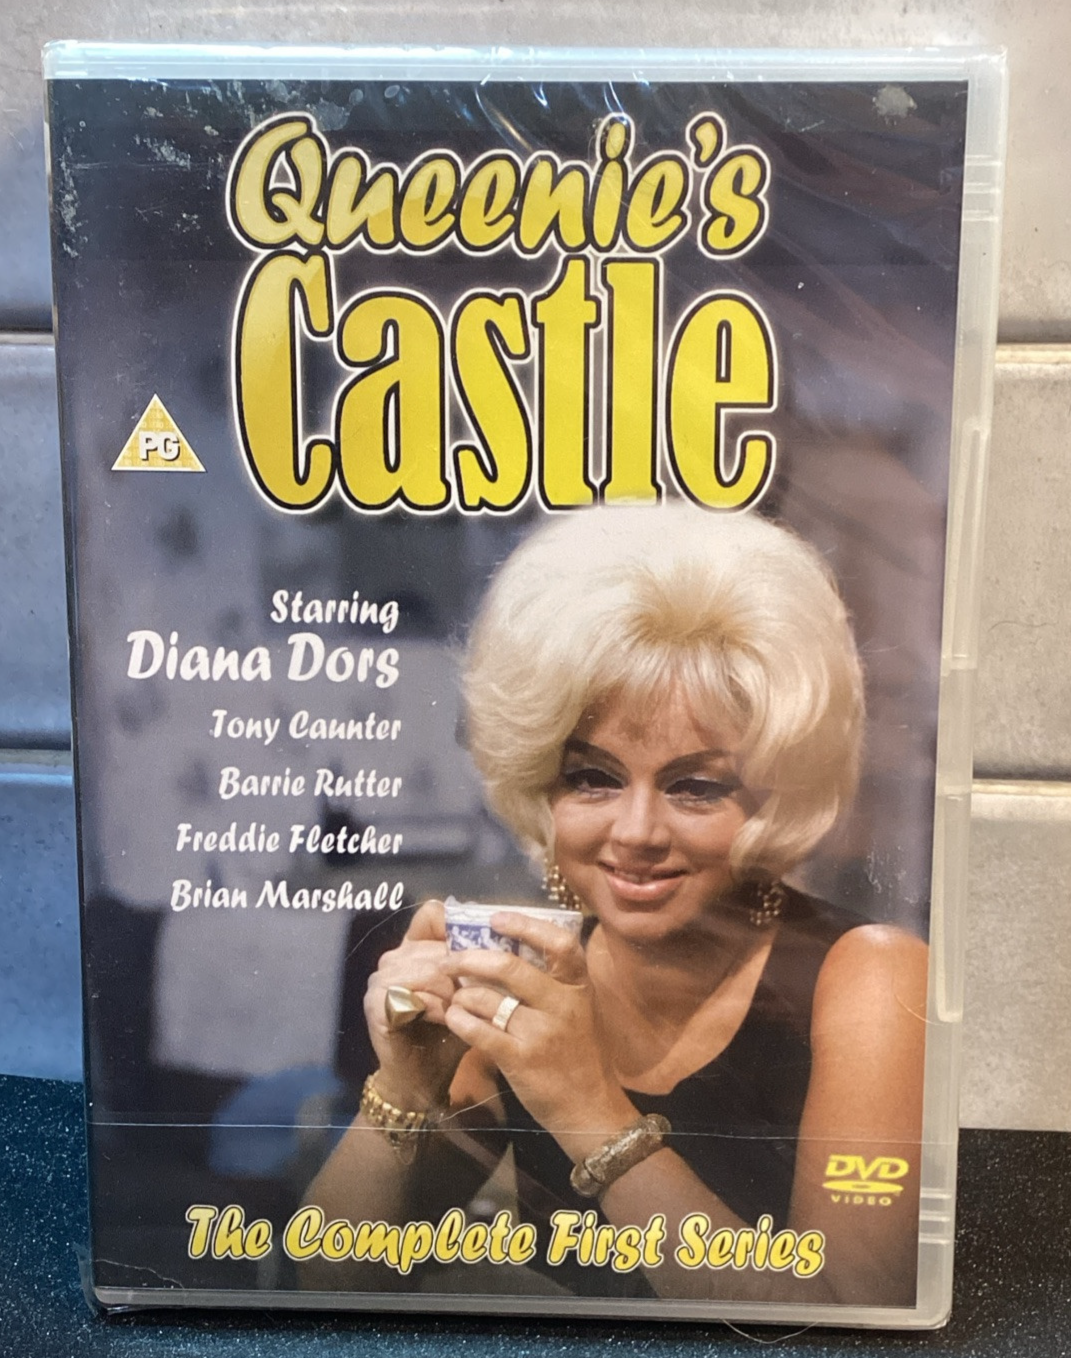 Queenie's
Castle
PG
Starring
Diana Dors
Tony Caunter
Barrie Rutter
Freddie Fletcher
Brian Marshall
DVD
VIDEO
The Complete First Series